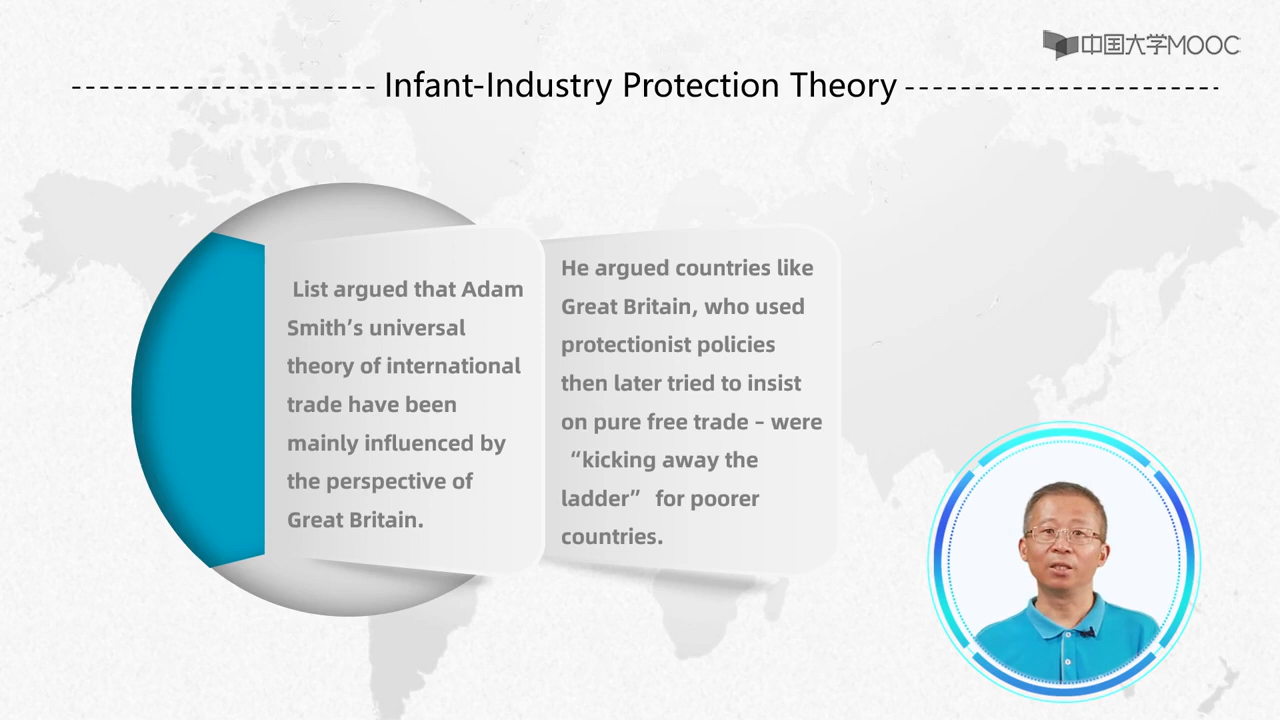 中国大学MOOC
Infant-Industry Protection Theory
List argued that Adam
Smith’s universal
theory of international
trade have been
mainly influenced by
the perspective of
Great Britain.
He argued countries like
Great Britain, who used
protectionist policies
then later tried to insist
on pure free trade – were
“kicking away the
ladder” for poorer
countries.